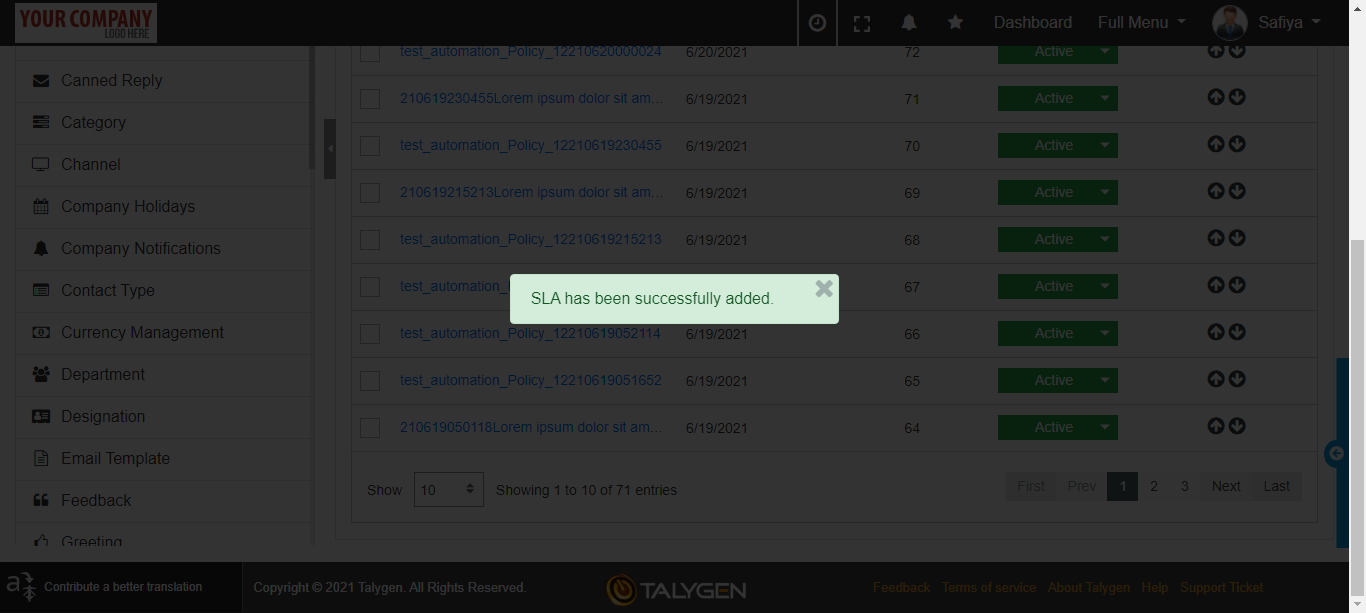 YOUR COMPANY
LOGO HERE
Dashboard
Full Menu
Safiya
Canned Reply
Category
Channel
Company Holidays
Company Notifications
Contact Type
Currency Management
Department
Designation
Email Template
Feedback
Greeting
test_automation_Policy_12210620000024 6/20/2021 72 Active
210619230455Lorem ipsum dolor sit am... 6/19/2021 71 Active
test_automation_Policy_12210619230455 6/19/2021 70 Active
210619215213Lorem ipsum dolor sit am... 6/19/2021 69 Active
test_automation_Policy_12210619215213 6/19/2021 68 Active
test_automation_ 67 Active
SLA has been successfully added.
test_automation_Policy_12210619052114 6/19/2021 66 Active
test_automation_Policy_12210619051652 6/19/2021 65 Active
210619050118Lorem ipsum dolor sit am... 6/19/2021 64 Active
Show 10 Showing 1 to 10 of 71 entries
First Prev 1 2 3 Next Last
Contribute a better translation
Copyright © 2021 Talygen. All Rights Reserved.
TALYGEN
Feedback Terms of service About Talygen Help Support Ticket